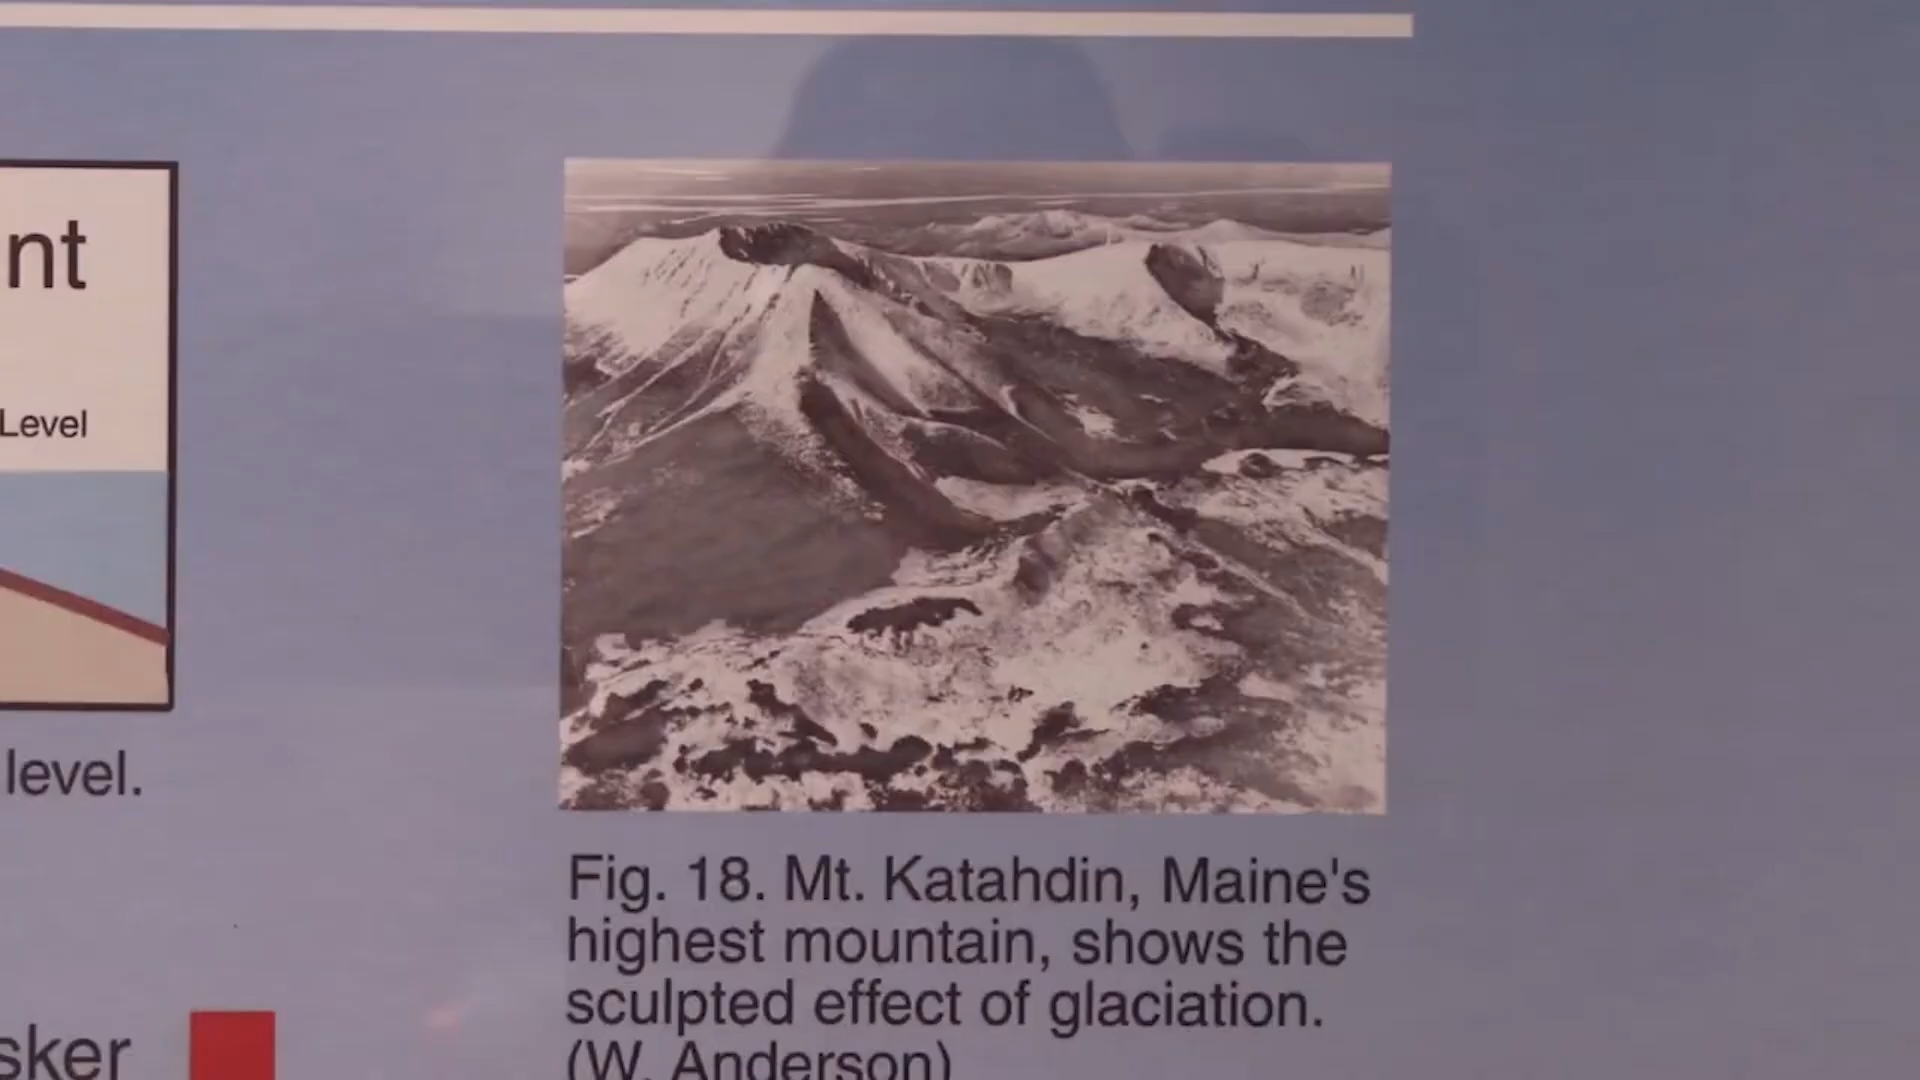 nt
Level
level.
Fig. 18. Mt. Katahdin, Maine's
highest mountain, shows the
sculpted effect of glaciation.
(W. Anderson)
sker